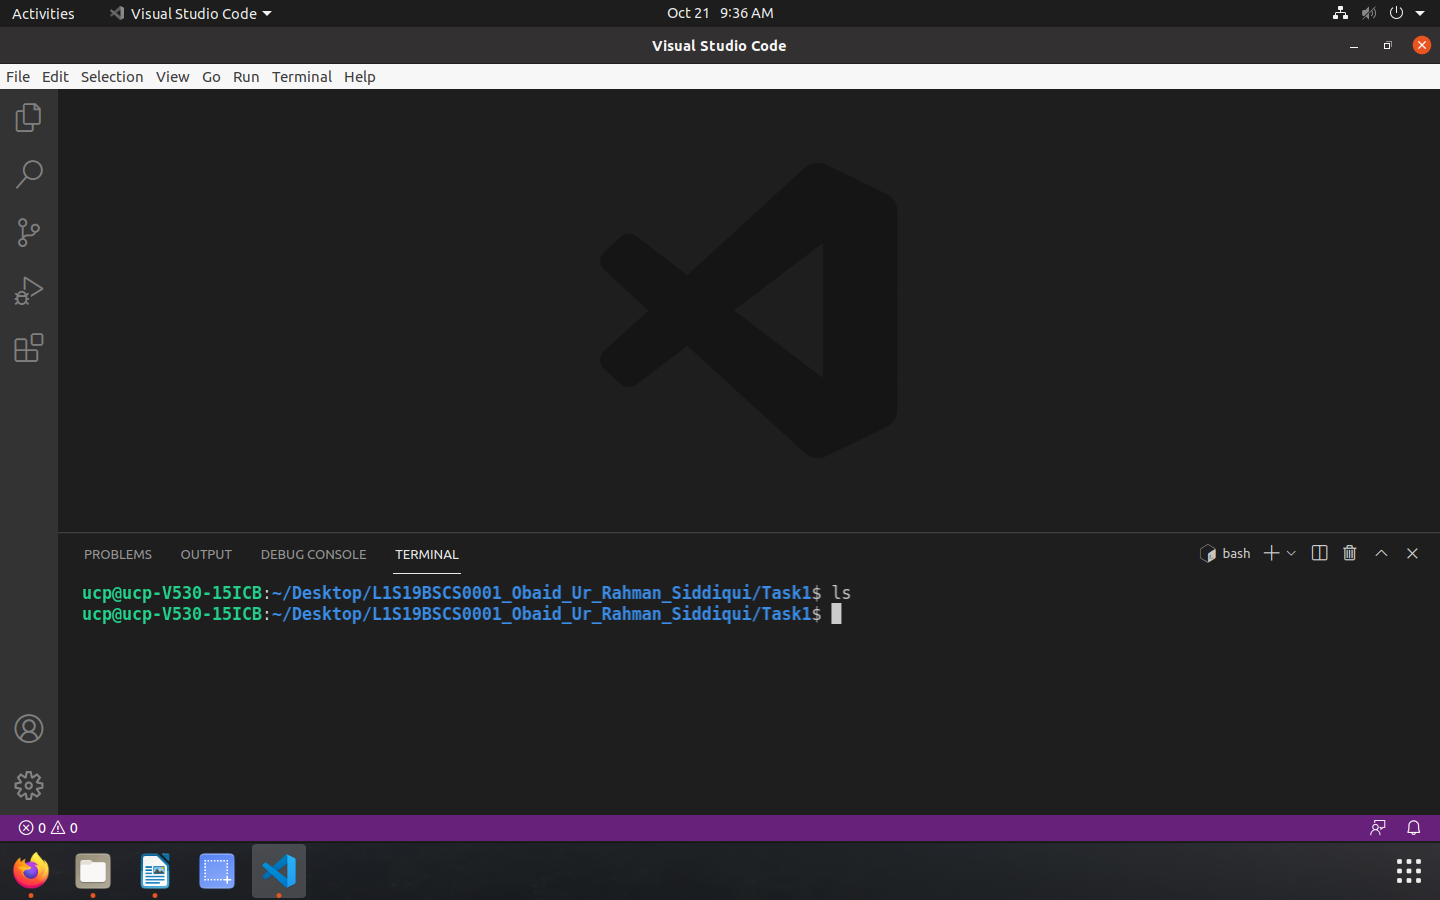 Activities Visual Studio Code Oct 21 9:36 AM
Visual Studio Code
File Edit Selection View Go Run Terminal Help
PROBLEMS OUTPUT DEBUG CONSOLE TERMINAL bash
ucp@ucp-V530-15ICB:~/Desktop/L1S19BSCS0001_Obaid_Ur_Rahman_Siddiqui/Task1$ ls
ucp@ucp-V530-15ICB:~/Desktop/L1S19BSCS0001_Obaid_Ur_Rahman_Siddiqui/Task1$
0 0